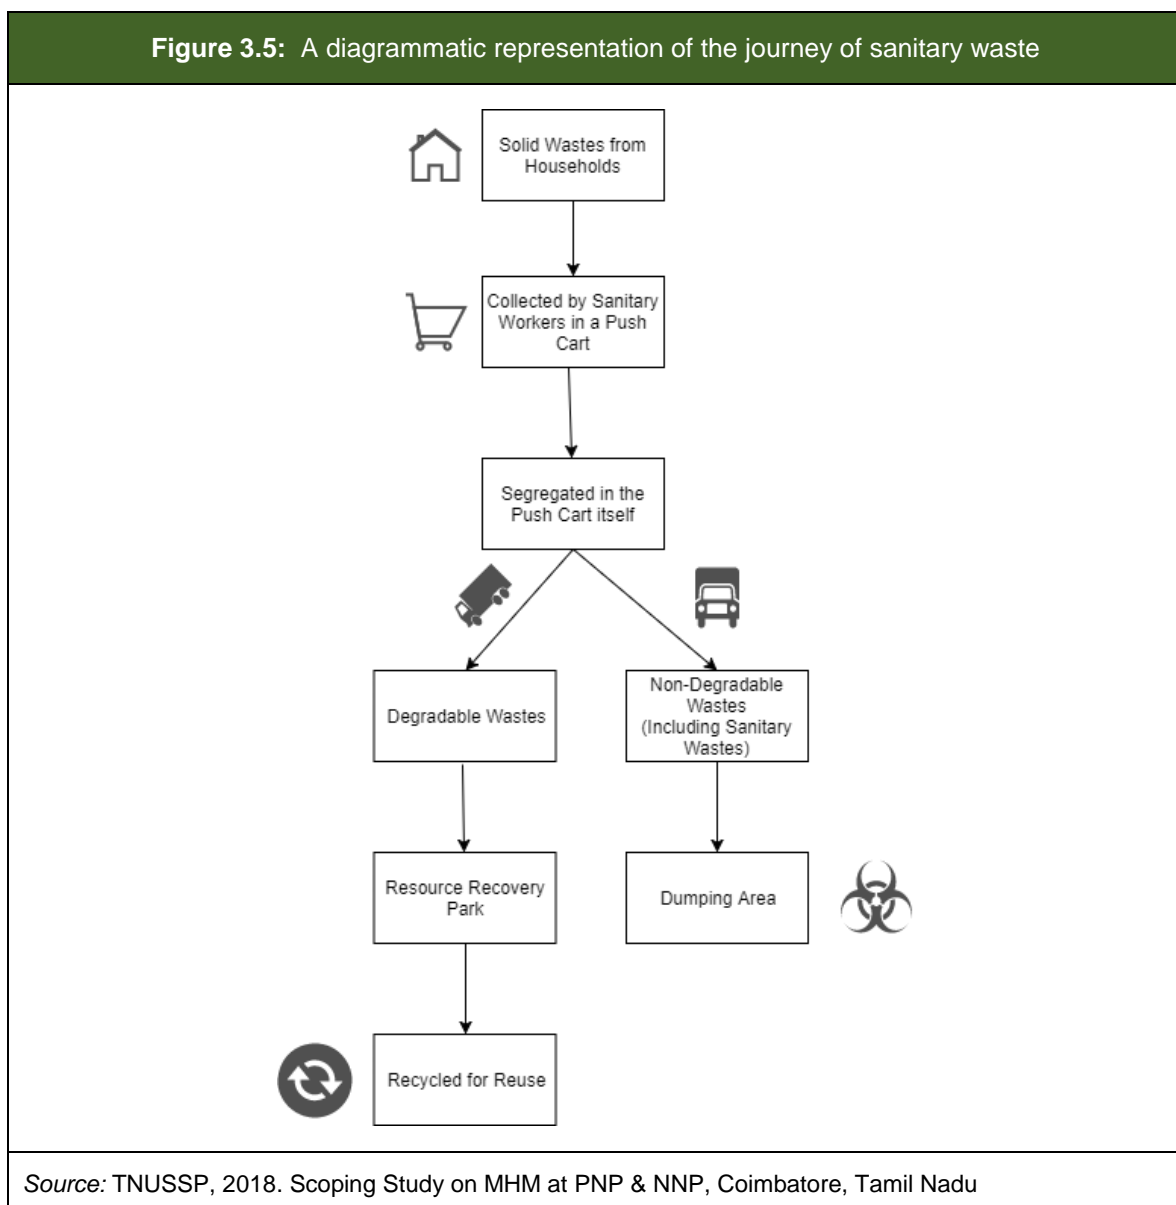 Figure 3.5: A diagrammatic representation of the journey of sanitary waste
Solid Wastes from
Households
Collected by Sanitary
Workers in a Push
Cart
Segregated in the
Push Cart itself
Degradable Wastes
Non-Degradable
Wastes
(Including Sanitary
Wastes)
Resource Recovery
Park
Dumping Area
Recycled for Reuse
Source: TNUSSP, 2018. Scoping Study on MHM at PNP & NNP, Coimbatore, Tamil Nadu